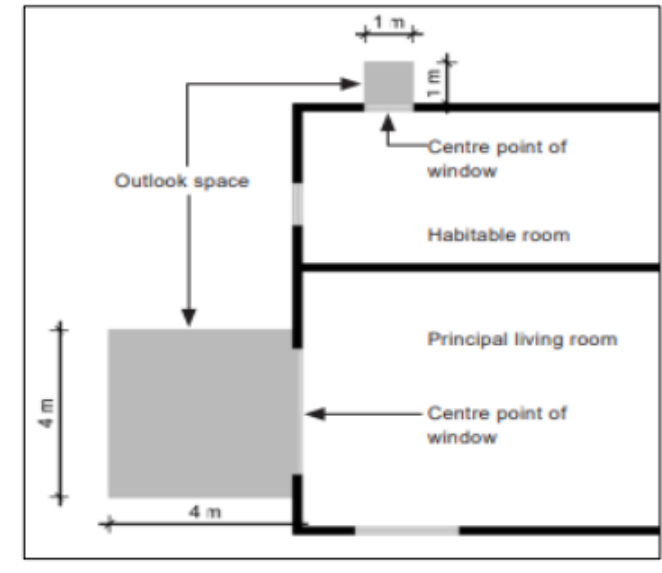 1 m
1 m
Centre point of
window
Outlook space
Habitable room
Principal living room
4 m
Centre point of
window
4 m